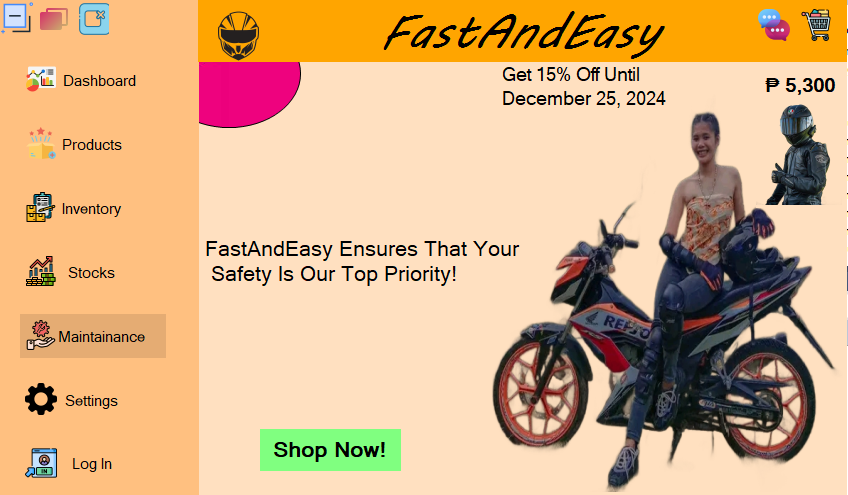 FastAndEasy
Dashboard
Products
Inventory
Stocks
Maintainance
Settings
Log In
Get 15% Off Until
December 25, 2024
₱ 5,300
FastAndEasy Ensures That Your
Safety Is Our Top Priority!
Shop Now!